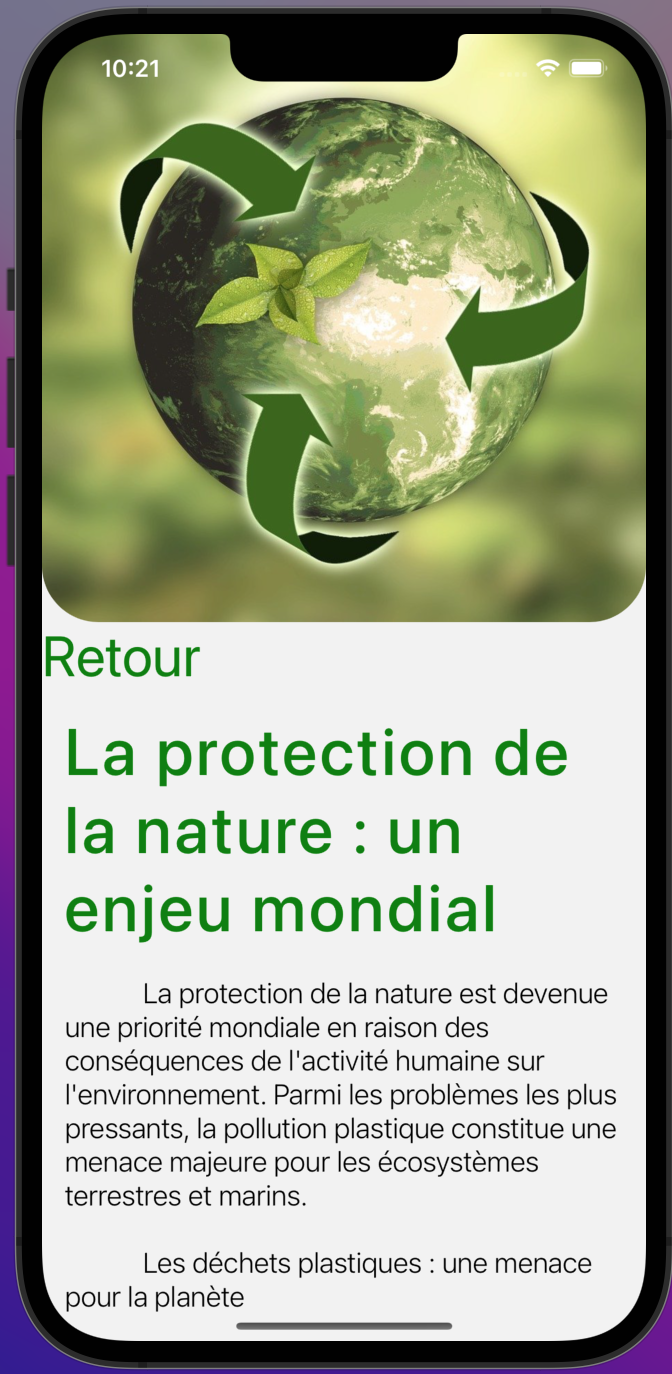 10:21
Retour
La protection de
la nature : un
enjeu mondial
La protection de la nature est devenue
une priorité mondiale en raison des
conséquences de l'activité humaine sur
l'environnement. Parmi les problèmes les plus
pressants, la pollution plastique constitue une
menace majeure pour les écosystèmes
terrestres et marins.
Les déchets plastiques : une menace
pour la planète